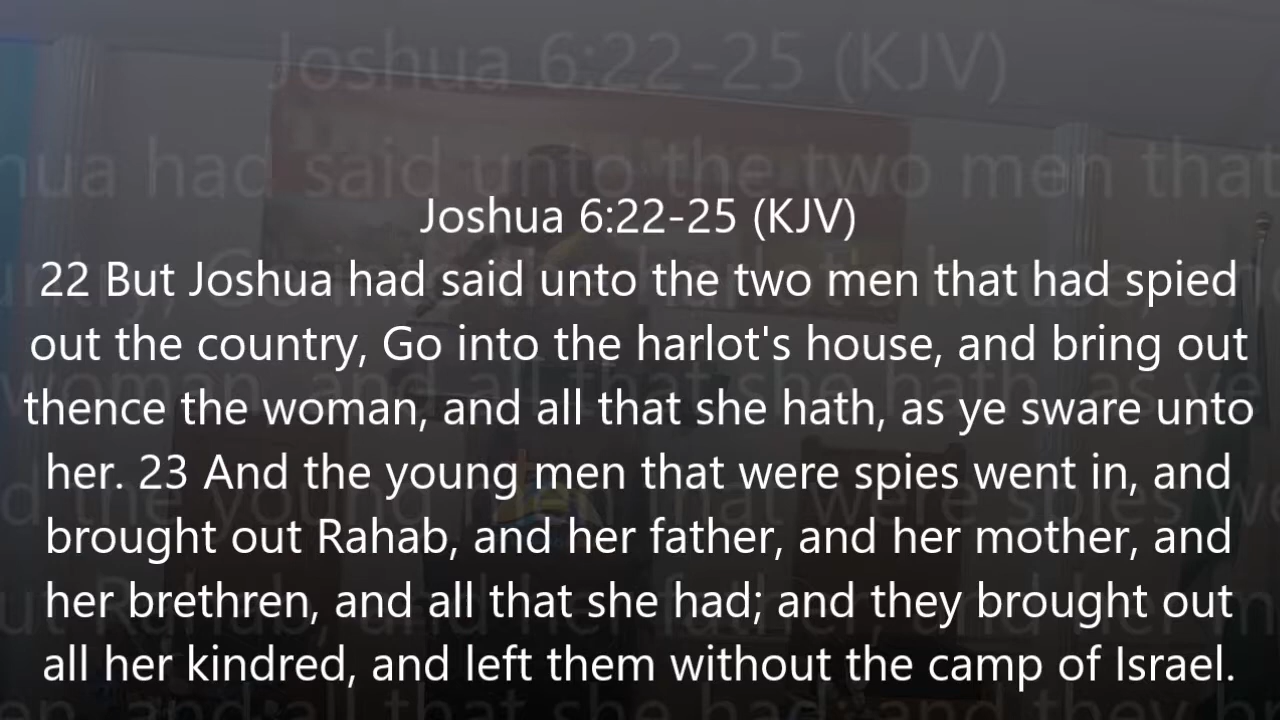 Joshua 6:22-25 (KJV)
22 But Joshua had said unto the two men that had spied
out the country, Go into the harlot's house, and bring out
thence the woman, and all that she hath, as ye sware unto
her. 23 And the young men that were spies went in, and
brought out Rahab, and her father, and her mother, and
her brethren, and all that she had; and they brought out
all her kindred, and left them without the camp of Israel.